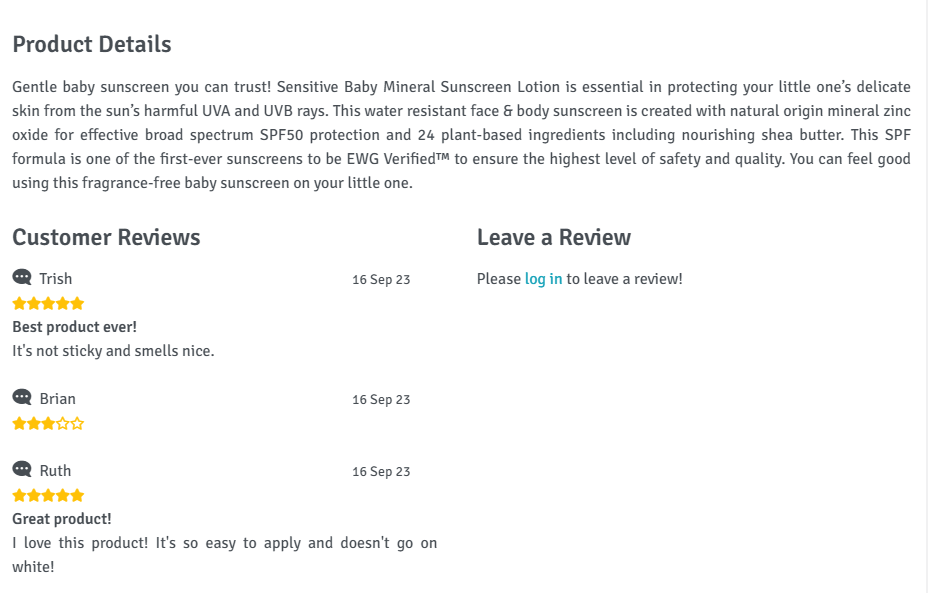 Product Details
Gentle baby sunscreen you can trust! Sensitive Baby Mineral Sunscreen Lotion is essential in protecting your little one’s delicate
skin from the sun’s harmful UVA and UVB rays. This water resistant face & body sunscreen is created with natural origin mineral zinc
oxide for effective broad spectrum SPF50 protection and 24 plant-based ingredients including nourishing shea butter. This SPF
formula is one of the first-ever sunscreens to be EWG Verified™ to ensure the highest level of safety and quality. You can feel good
using this fragrance-free baby sunscreen on your little one.
Customer Reviews
Trish 16 Sep 23
Best product ever!
It's not sticky and smells nice.
Brian 16 Sep 23
Ruth 16 Sep 23
Great product!
I love this product! It's so easy to apply and doesn't go on
white!
Leave a Review
Please log in to leave a review!